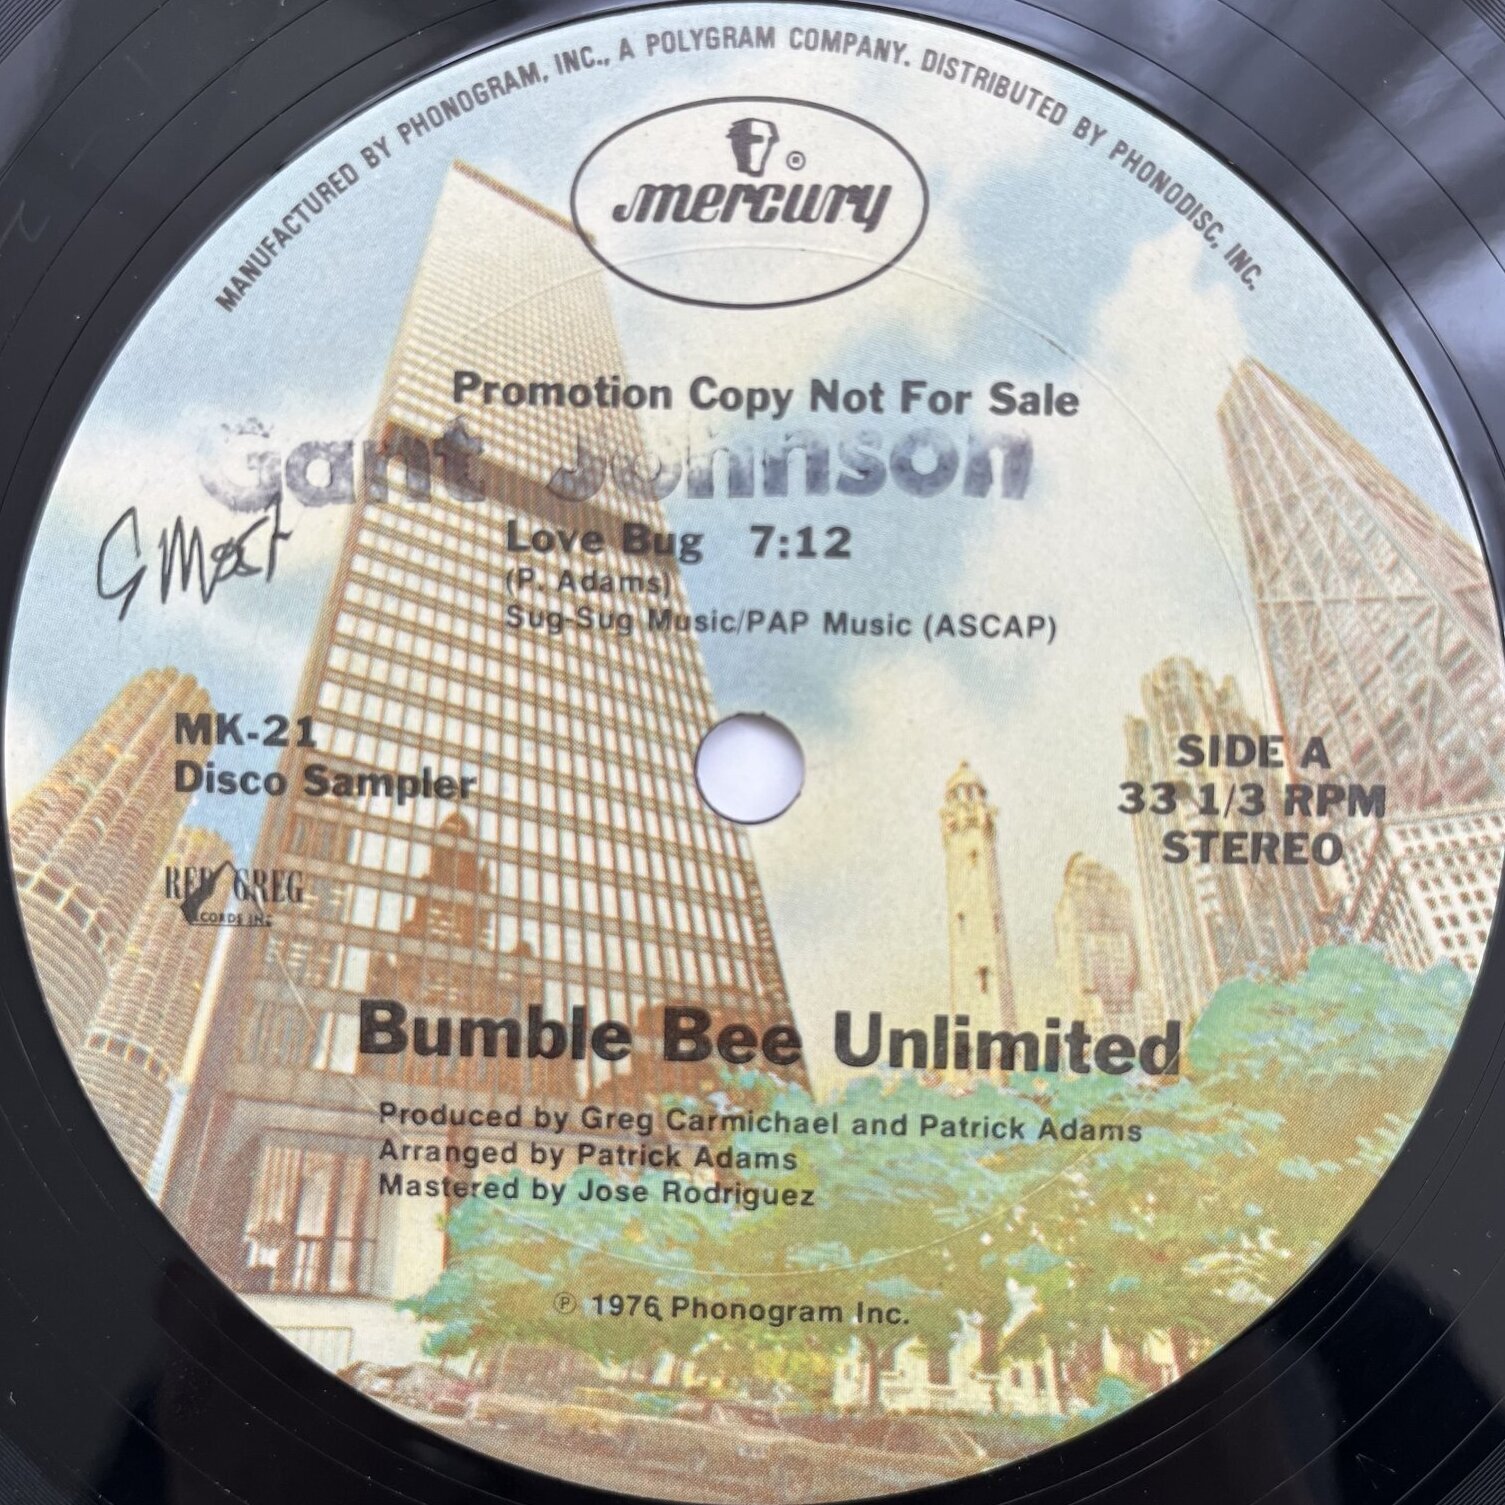 MANUFACTURED BY PHONOGRAM, INC., A POLYGRAM COMPANY. DISTRIBUTED BY PHONODISC, INC.
®
mercury
Promotion Copy Not For Sale
Gant Johnson
Love Bug 7:12
(P. Adams)
Sug-Sug Music/PAP Music (ASCAP)
MK-21
Disco Sampler
SIDE A
33 1/3 RPM
STEREO
RED GREG
Bumble Bee Unlimited
Produced by Greg Carmichael and Patrick Adams
Arranged by Patrick Adams
Mastered by Jose Rodriguez
℗ 1976 Phonogram Inc.